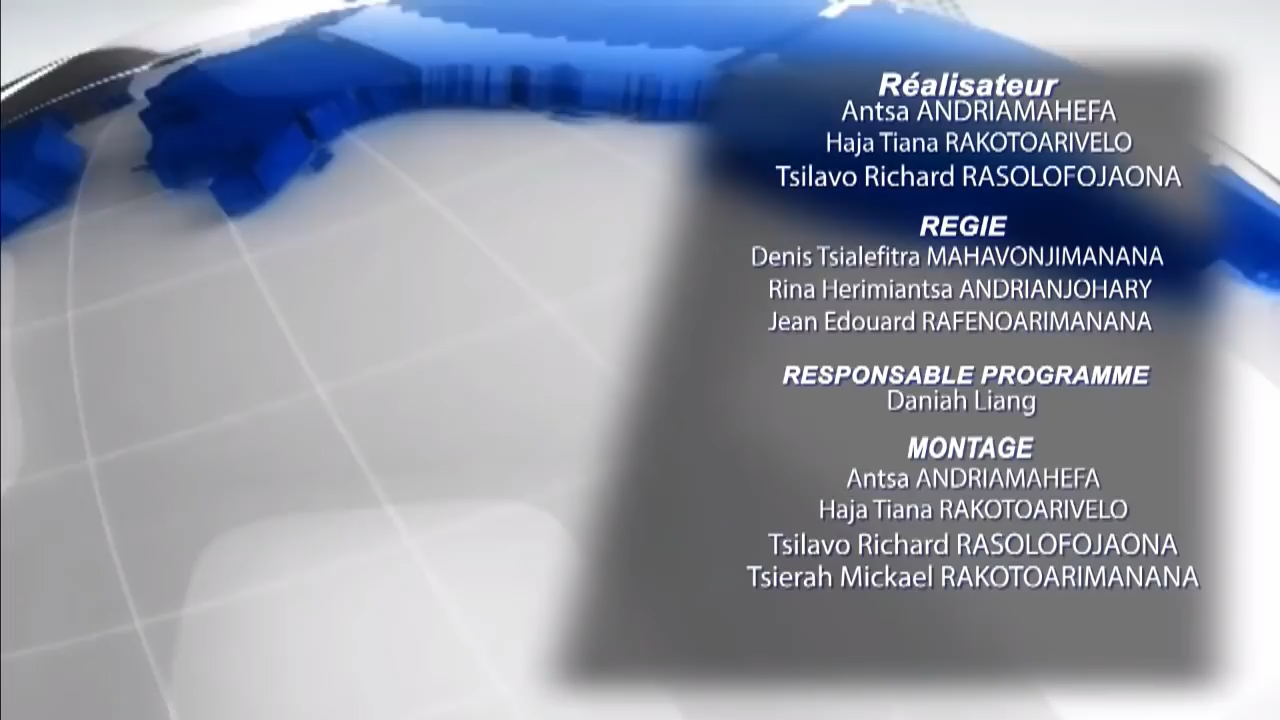 Réalisateur
Antsa ANDRIAMAHEFA
Haja Tiana RAKOTOARIVELO
Tsilavo Richard RASOLOFOJAONA
REGIE
Denis Tsialefitra MAHAVONJIMANANA
Rina Herimiantsa ANDRIANJOHARY
Jean Edouard RAFENOARIMANANA
RESPONSABLE PROGRAMME
Daniah Liang
MONTAGE
Antsa ANDRIAMAHEFA
Haja Tiana RAKOTOARIVELO
Tsilavo Richard RASOLOFOJAONA
Tsierah Mickael RAKOTOARIMANANA